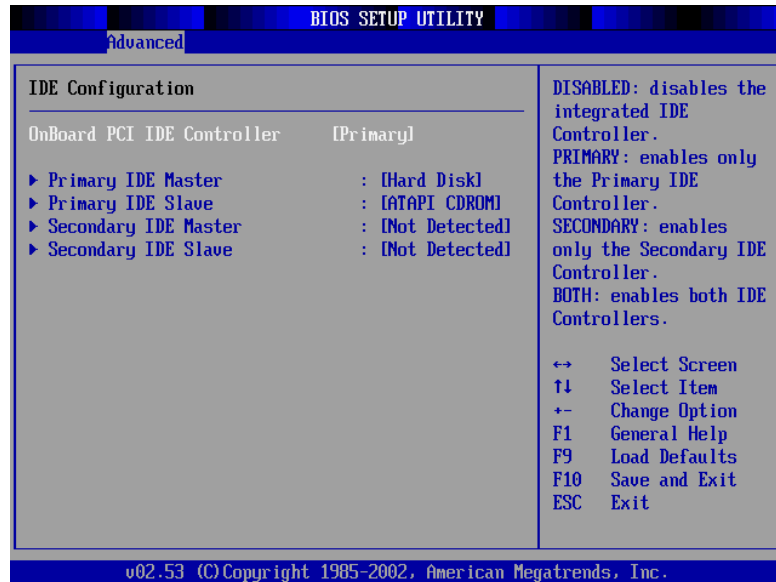 BIOS SETUP UTILITY
Advanced
IDE Configuration
OnBoard PCI IDE Controller [Primary]
Primary IDE Master : [Hard Disk]
Primary IDE Slave : [ATAPI CDROM]
Secondary IDE Master : [Not Detected]
Secondary IDE Slave : [Not Detected]
DISABLED: disables the
integrated IDE
Controller.
PRIMARY: enables only
the Primary IDE
Controller.
SECONDARY: enables
only the Secondary IDE
Controller.
BOTH: enables both IDE
Controllers.
↔ Select Screen
↑↓ Select Item
+- Change Option
F1 General Help
F9 Load Defaults
F10 Save and Exit
ESC Exit
v02.53 (C)Copyright 1985-2002, American Megatrends, Inc.